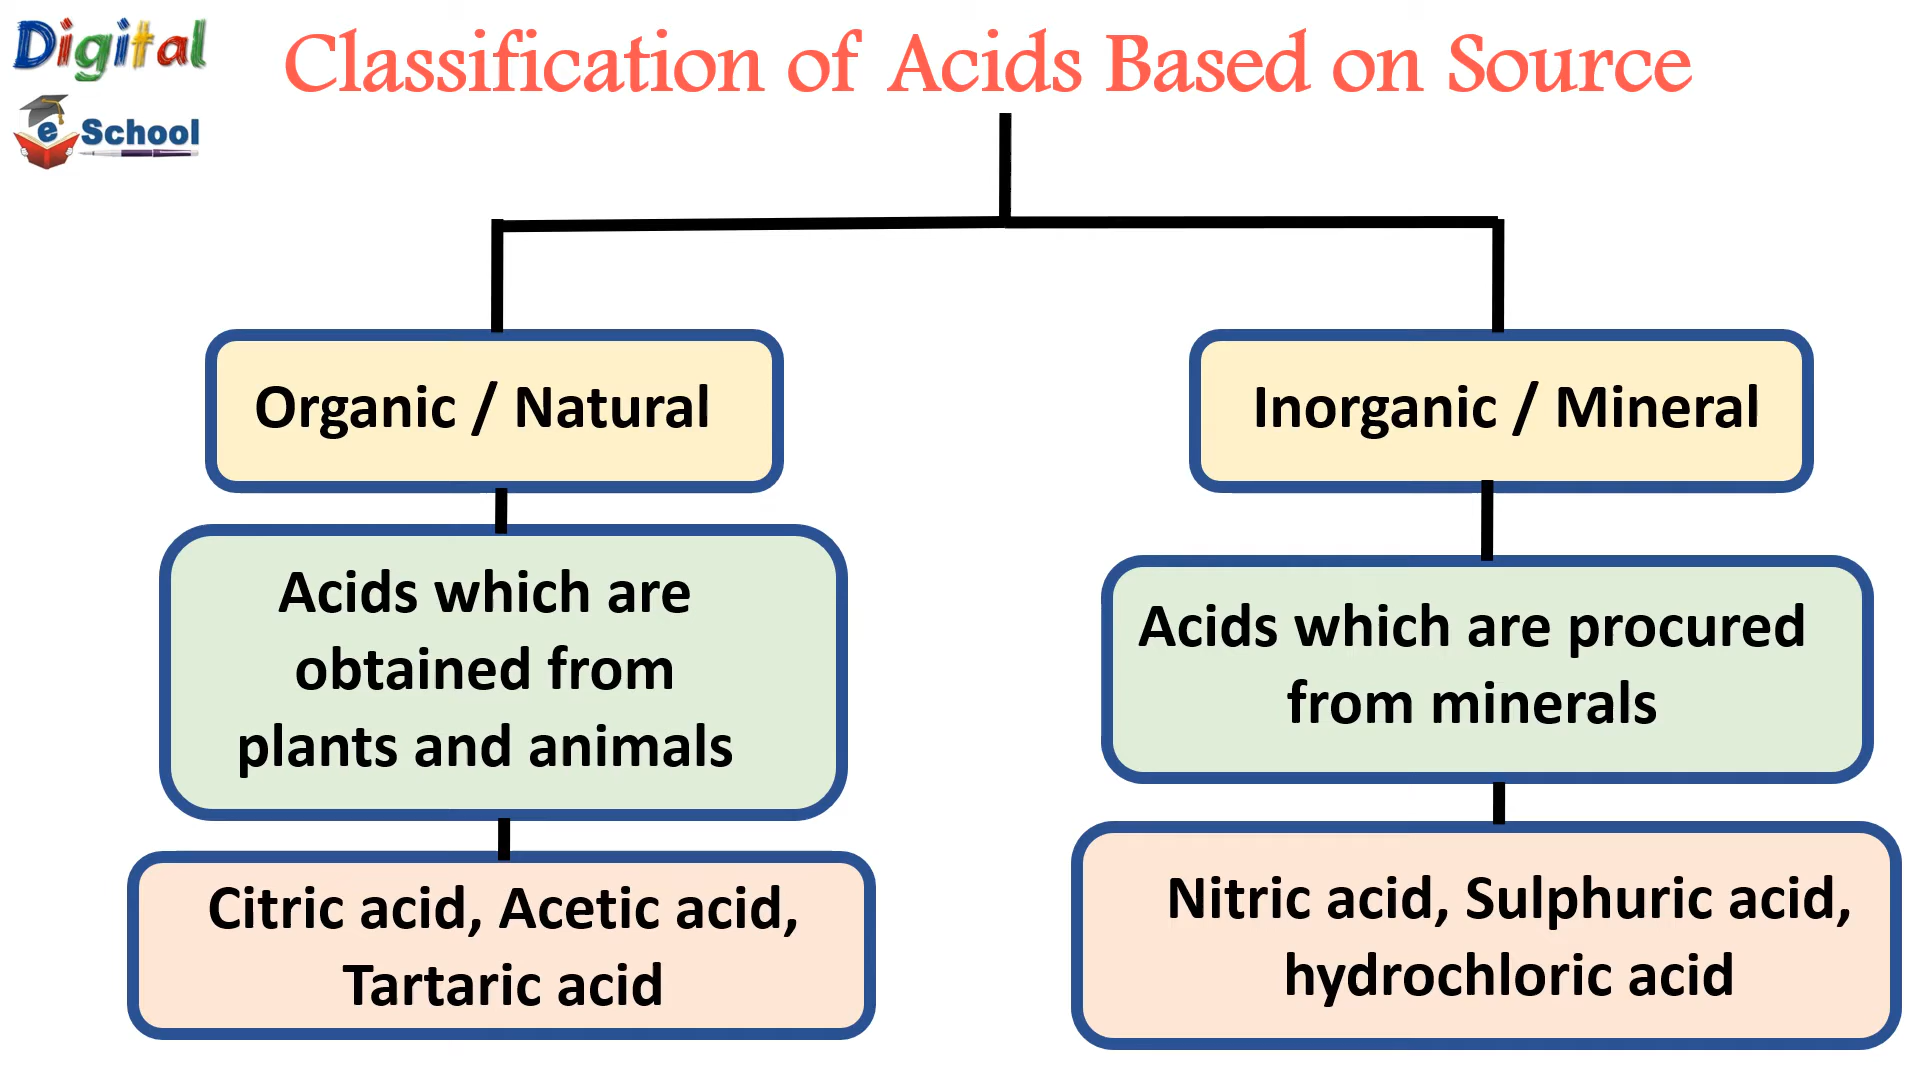 Digital
e School
Classification of Acids Based on Source
Organic / Natural
Acids which are
obtained from
plants and animals
Citric acid, Acetic acid,
Tartaric acid
Inorganic / Mineral
Acids which are procured
from minerals
Nitric acid, Sulphuric acid,
hydrochloric acid